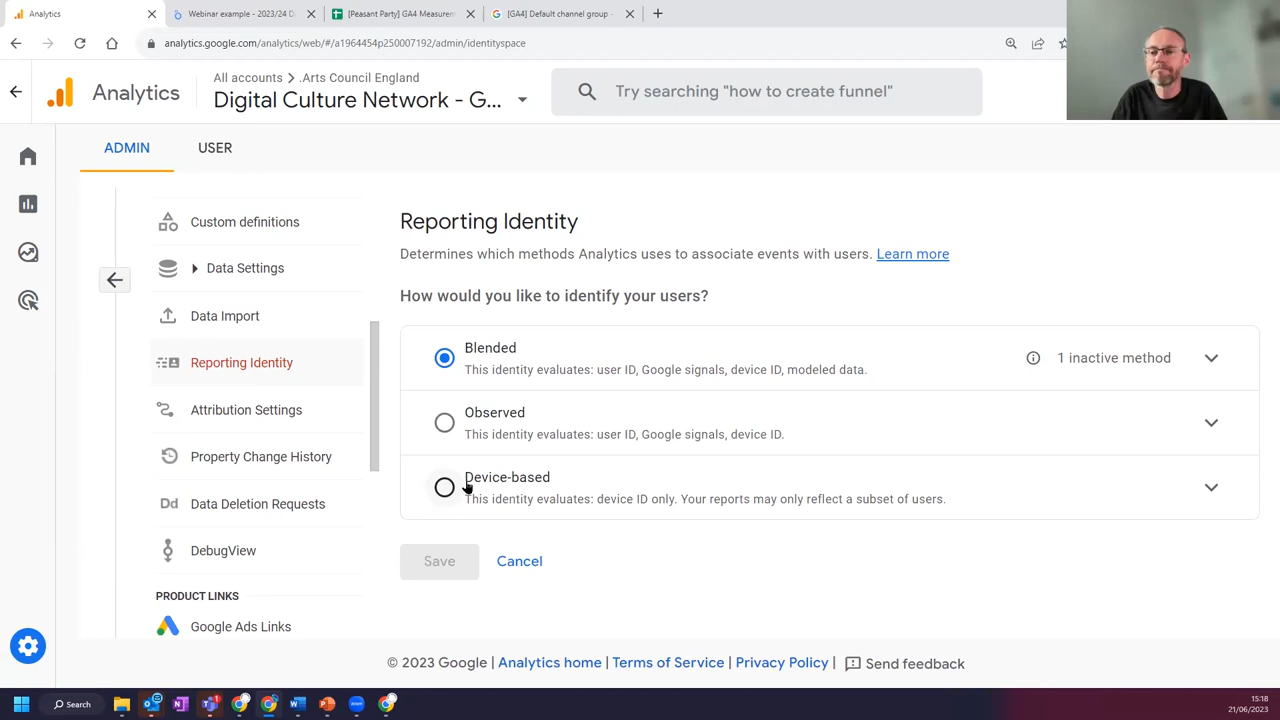 Analytics
Webinar example - 2023/24 D
[Peasant Party] GA4 Measurem
[GA4] Default channel group -
analytics.google.com/analytics/web/#/a1964454p250007192/admin/identityspace
Analytics
All accounts > .Arts Council England
Digital Culture Network - G...
Try searching "how to create funnel"
ADMIN
USER
Custom definitions
Data Settings
Data Import
Reporting Identity
Attribution Settings
Property Change History
Dd Data Deletion Requests
DebugView
PRODUCT LINKS
Google Ads Links
Reporting Identity
Determines which methods Analytics uses to associate events with users. Learn more
How would you like to identify your users?
Blended
This identity evaluates: user ID, Google signals, device ID, modeled data.
1 inactive method
Observed
This identity evaluates: user ID, Google signals, device ID.
Device-based
This identity evaluates: device ID only. Your reports may only reflect a subset of users.
Save
Cancel
© 2023 Google | Analytics home | Terms of Service | Privacy Policy | Send feedback
Search
15:18
21/06/2023